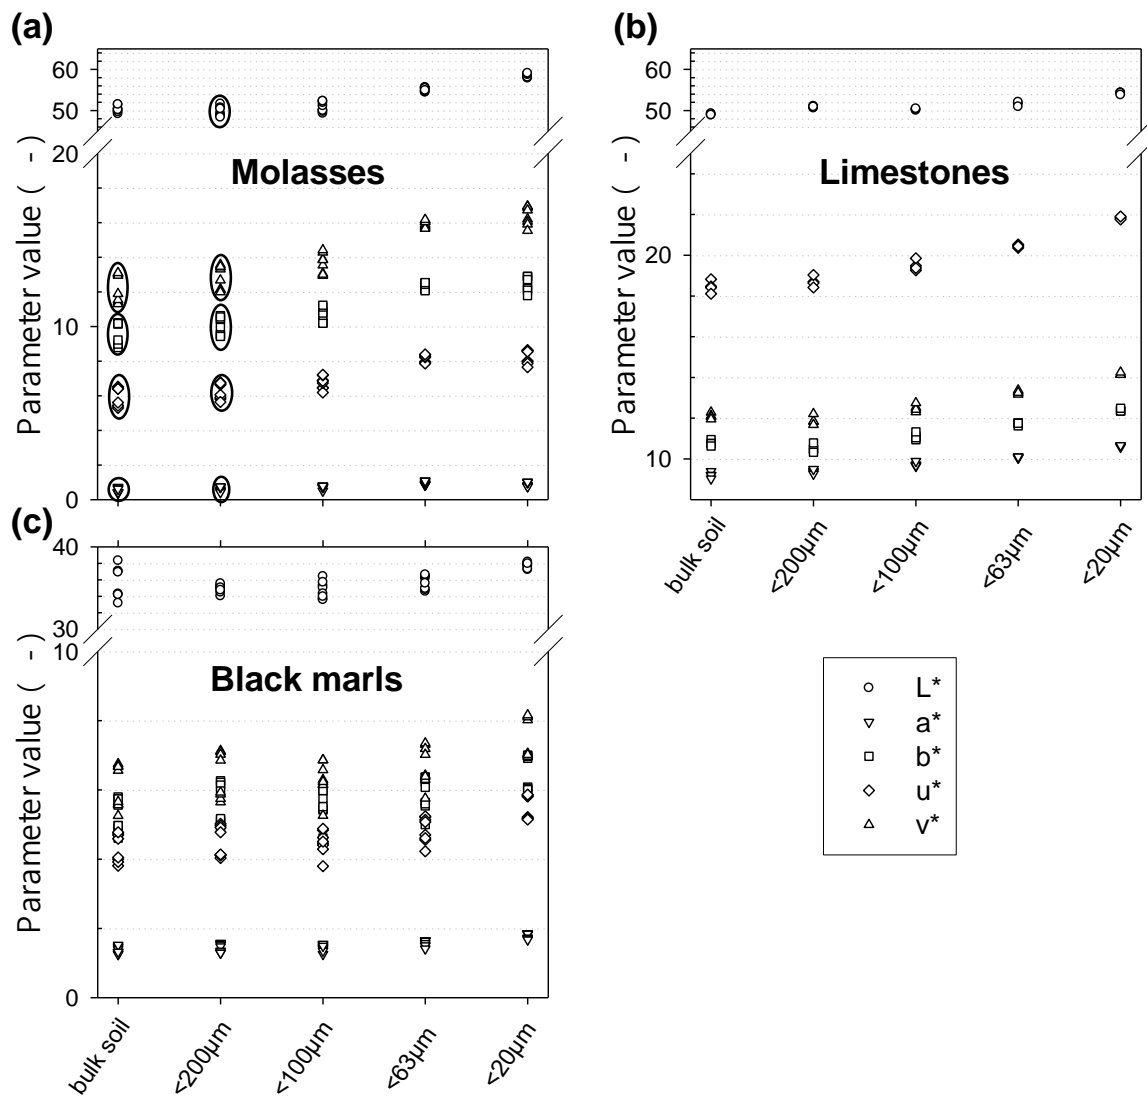 (a)
60
50
20
10
0
Parameter value ( -)
Molasses
(b)
60
50
20
10
Parameter value ( -)
Limestones
bulk soil
<200µm
<100µm
<63µm
<20µm
(c)
40
30
10
0
Parameter value ( -)
Black marls
bulk soil
<200µm
<100µm
<63µm
<20µm
L*
a*
b*
u*
v*